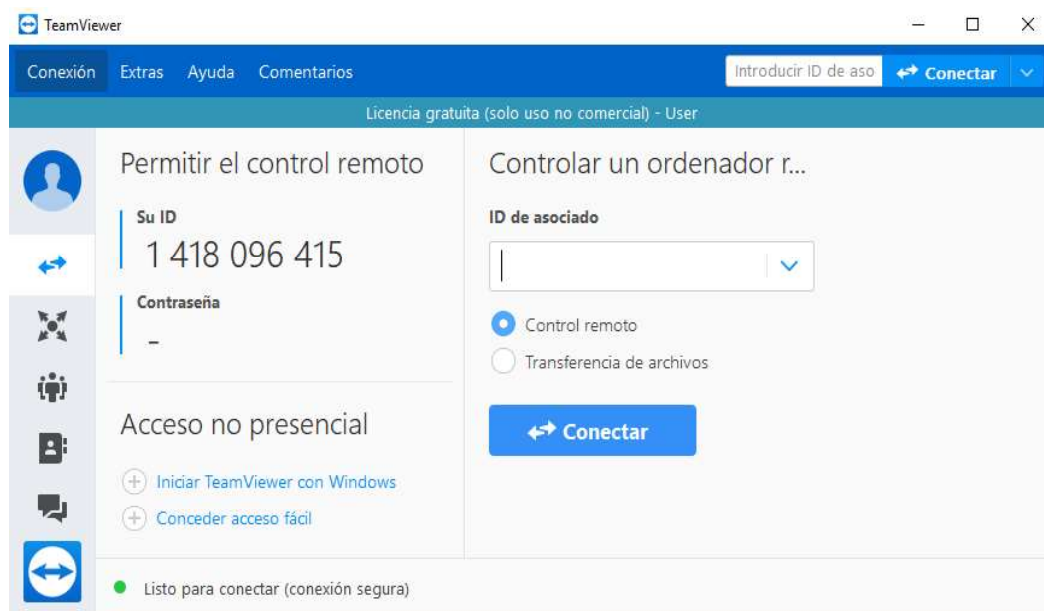 TeamViewer
Conexión Extras Ayuda Comentarios Introducir ID de aso Conectar
Licencia gratuita (solo uso no comercial) - User
Permitir el control remoto
Su ID
1 418 096 415
Contraseña
-
Acceso no presencial
Iniciar TeamViewer con Windows
Conceder acceso fácil
Controlar un ordenador r...
ID de asociado
Control remoto
Transferencia de archivos
Conectar
Listo para conectar (conexión segura)